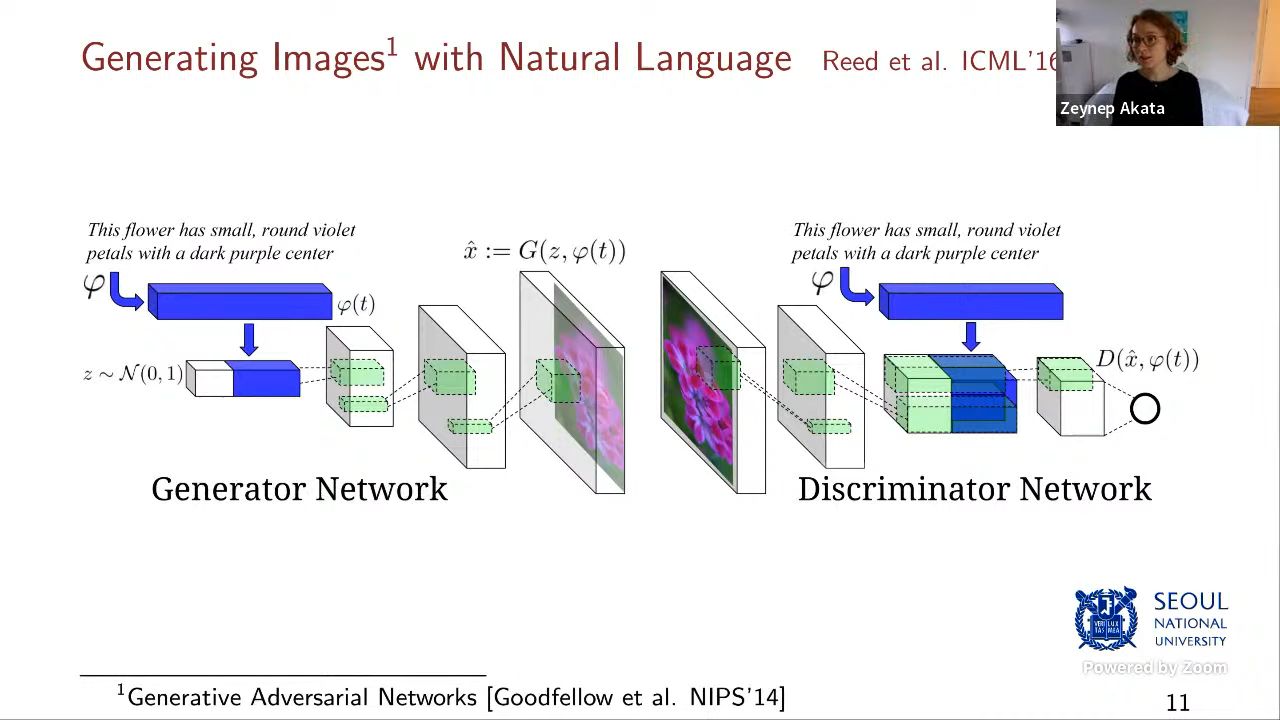 Generating Images¹ with Natural Language Reed et al. ICML'16
Zeynep Akata
This flower has small, round violet
petals with a dark purple center
φ
φ(t)
z ∼ N(0, 1)
x̂ := G(z, φ(t))
Generator Network
This flower has small, round violet
petals with a dark purple center
φ
D(x̂, φ(t))
Discriminator Network
SEOUL
NATIONAL
UNIVERSITY
Powered by Zoom
¹Generative Adversarial Networks [Goodfellow et al. NIPS'14]
11